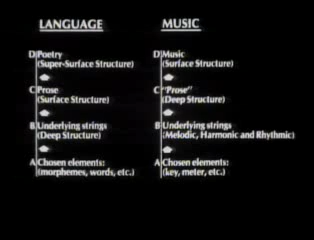 LANGUAGE
MUSIC
D Poetry
(Super-Surface Structure)
C Prose
(Surface Structure)
B Underlying strings
(Deep Structure)
A Chosen elements:
(morphemes, words, etc.)
D Music
(Surface Structure)
C "Prose"
(Deep Structure)
B Underlying strings
(Melodic, Harmonic and Rhythmic)
A Chosen elements:
(key, meter, etc.)